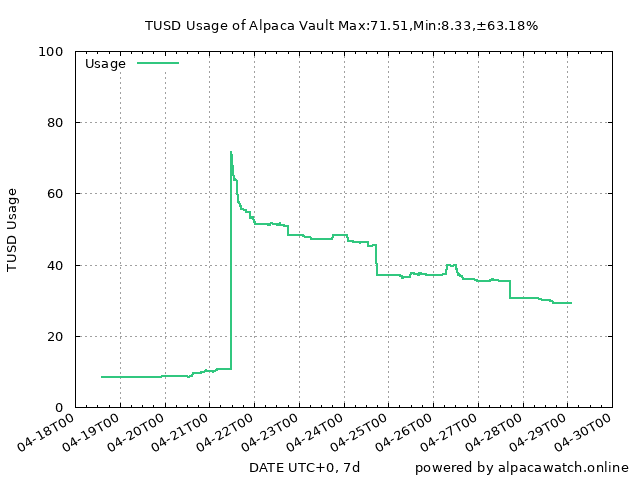 TUSD Usage of Alpaca Vault Max:71.51,Min:8.33,±63.18%
Usage
TUSD Usage
100
80
60
40
20
0
04-18T00
04-19T00
04-20T00
04-21T00
04-22T00
04-23T00
04-24T00
04-25T00
04-26T00
04-27T00
04-28T00
04-29T00
04-30T00
DATE UTC+0, 7d
powered by alpacawatch.online